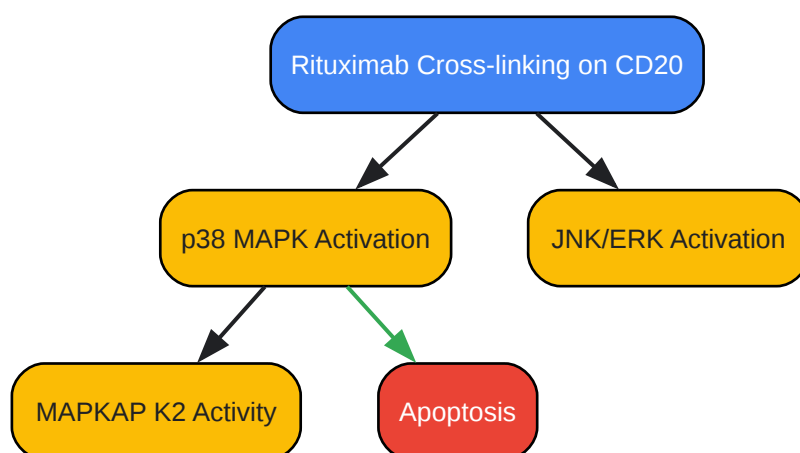 Rituximab Cross-linking on CD20
p38 MAPK Activation
JNK/ERK Activation
MAPKAP K2 Activity
Apoptosis